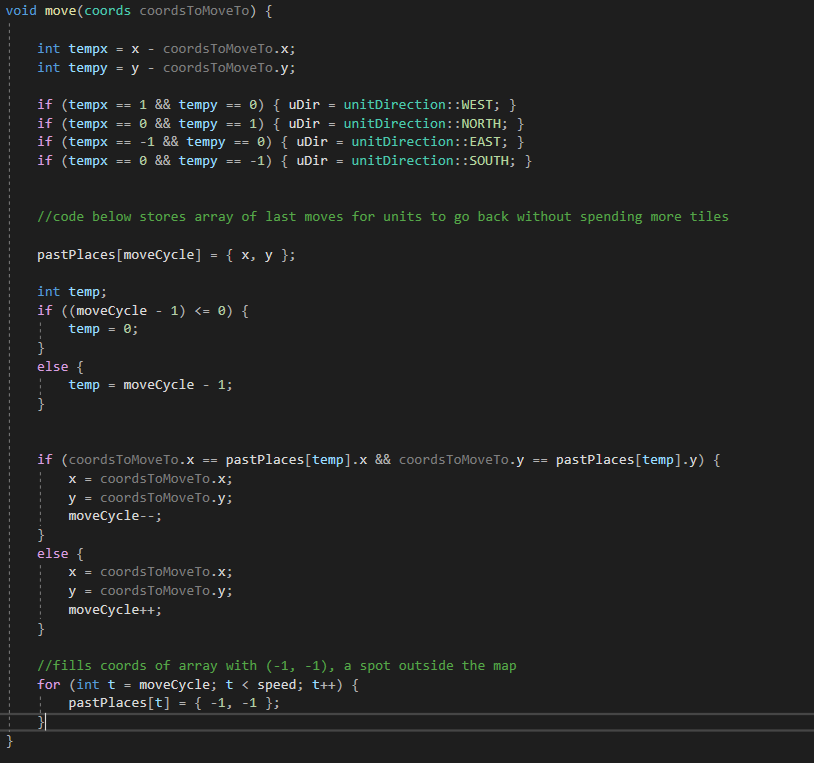 void move(coords coordsToMoveTo) {
int tempx = x - coordsToMoveTo.x;
int tempy = y - coordsToMoveTo.y;
if (tempx == 1 && tempy == 0) { uDir = unitDirection::WEST; }
if (tempx == 0 && tempy == 1) { uDir = unitDirection::NORTH; }
if (tempx == -1 && tempy == 0) { uDir = unitDirection::EAST; }
if (tempx == 0 && tempy == -1) { uDir = unitDirection::SOUTH; }
//code below stores array of last moves for units to go back without spending more tiles
pastPlaces[moveCycle] = { x, y };
int temp;
if ((moveCycle - 1) <= 0) {
temp = 0;
}
else {
temp = moveCycle - 1;
}
if (coordsToMoveTo.x == pastPlaces[temp].x && coordsToMoveTo.y == pastPlaces[temp].y) {
x = coordsToMoveTo.x;
y = coordsToMoveTo.y;
moveCycle--;
}
else {
x = coordsToMoveTo.x;
y = coordsToMoveTo.y;
moveCycle++;
}
//fills coords of array with (-1, -1), a spot outside the map
for (int t = moveCycle; t < speed; t++) {
pastPlaces[t] = { -1, -1 };
}
}